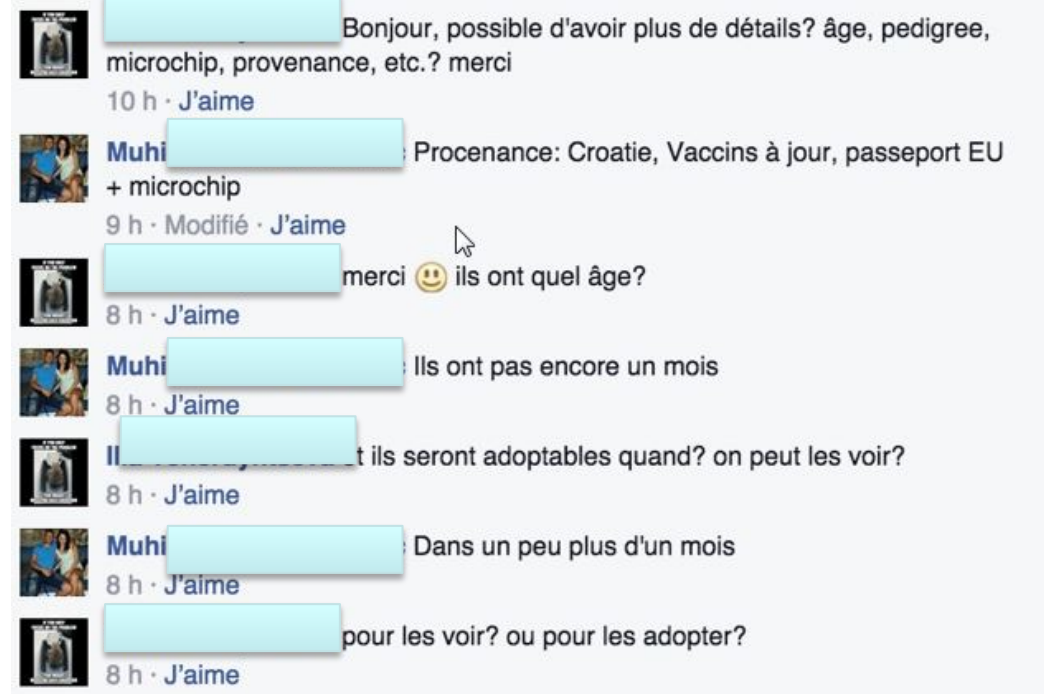 Bonjour, possible d'avoir plus de détails? âge, pedigree,
microchip, provenance, etc.? merci
10 h · J'aime
Muhi Procenance: Croatie, Vaccins à jour, passeport EU
+ microchip
9 h · Modifié · J'aime
merci ils ont quel âge?
8 h · J'aime
Muhi Ils ont pas encore un mois
8 h · J'aime
t ils seront adoptables quand? on peut les voir?
8 h · J'aime
Muhi Dans un peu plus d'un mois
8 h · J'aime
pour les voir? ou pour les adopter?
8 h · J'aime